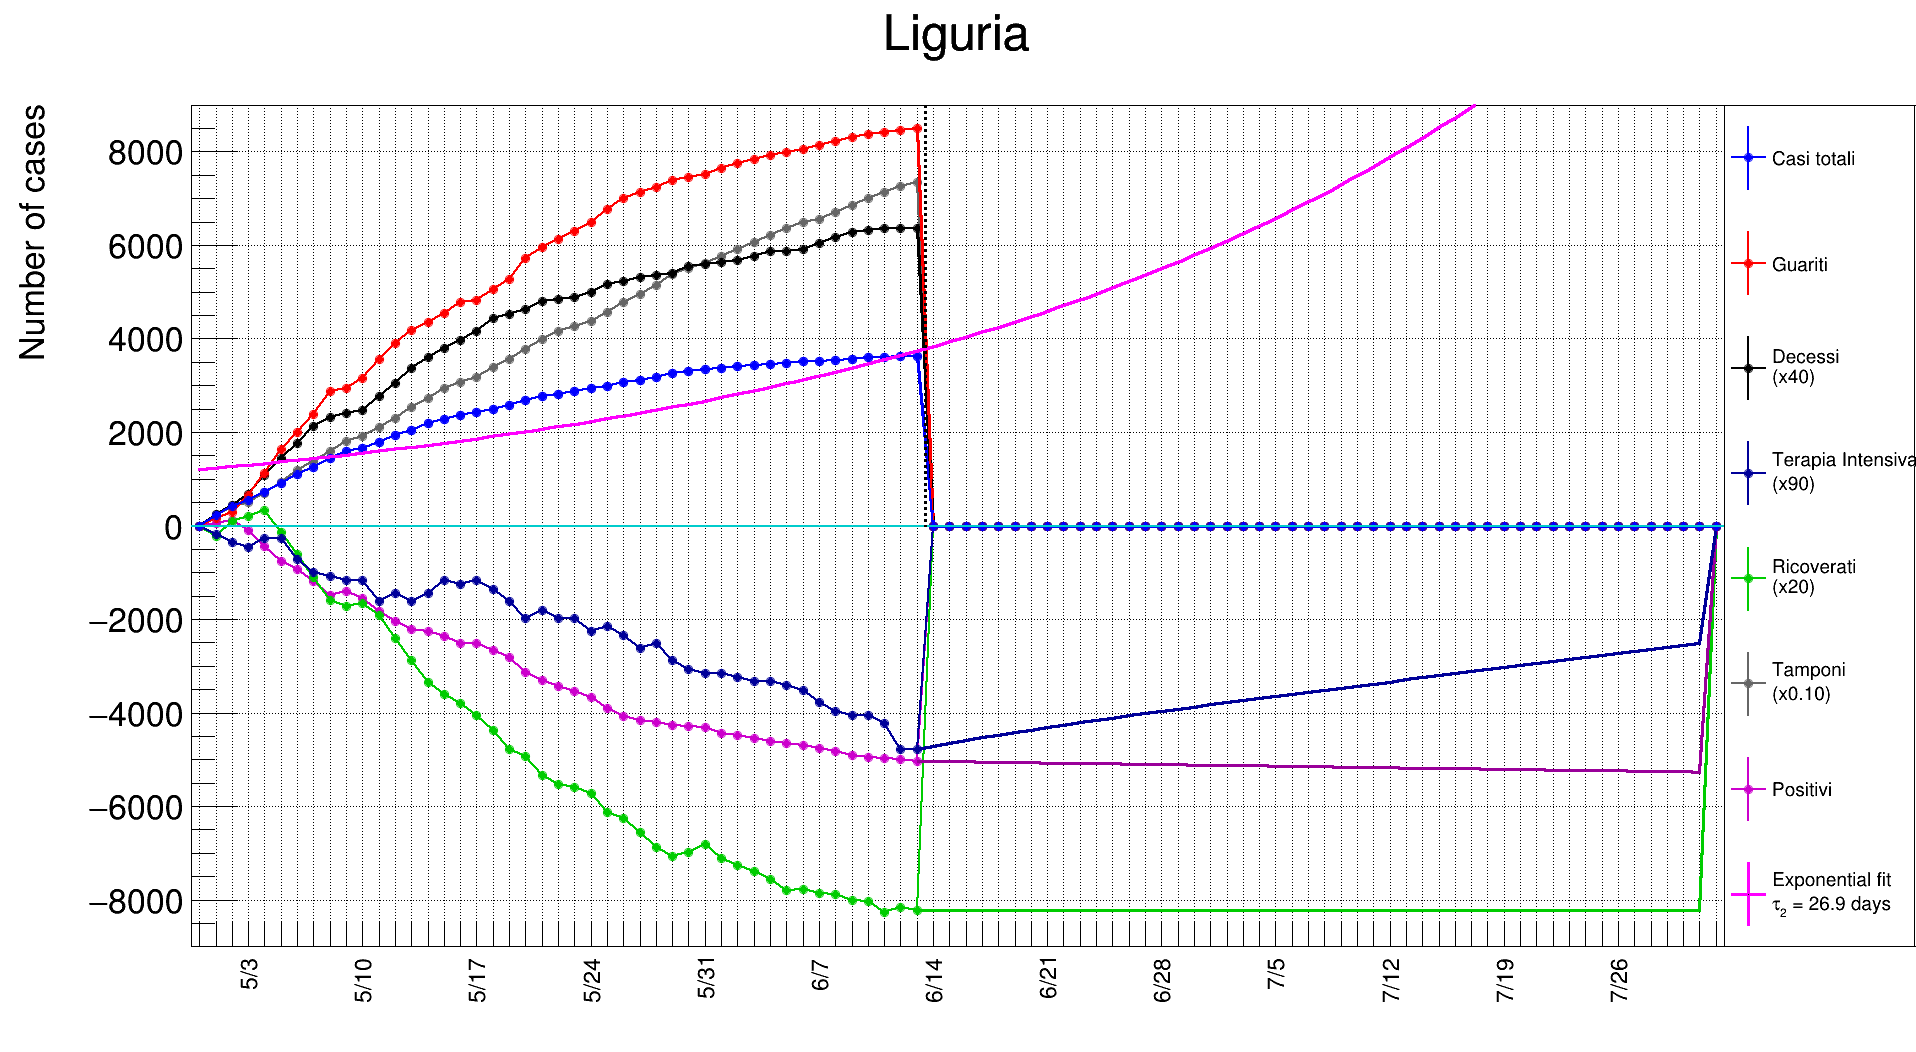 Liguria
Number of cases
8000
6000
4000
2000
0
−2000
−4000
−6000
−8000
5/3
5/10
5/17
5/24
5/31
6/7
6/14
6/21
6/28
7/5
7/12
7/19
7/26
Casi totali
Guariti
Decessi
(x40)
Terapia Intensiva
(x90)
Ricoverati
(x20)
Tamponi
(x0.10)
Positivi
Exponential fit
τ2 = 26.9 days